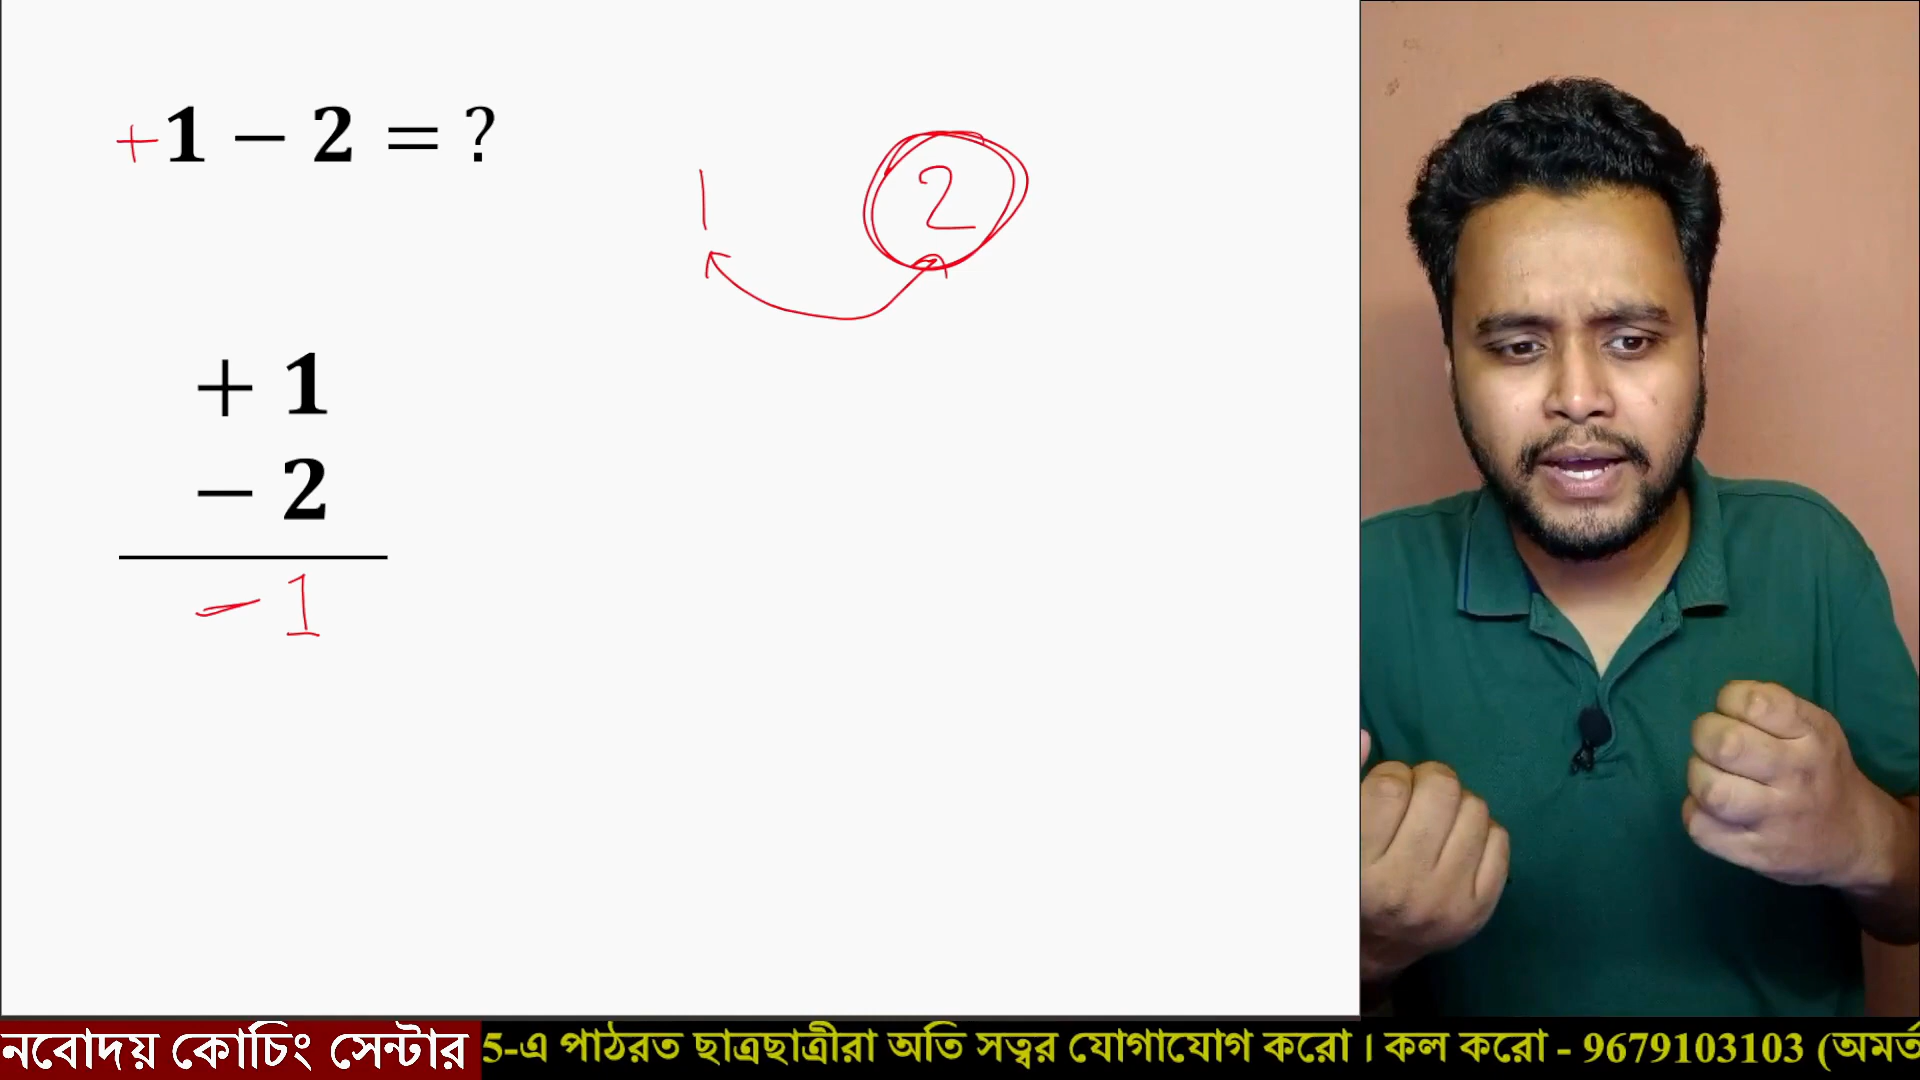 +1 − 2 = ?
1 2
+ 1
− 2
− 1
নবোদয় কোচিং সেন্টার
5-এ পাঠরত ছাত্রছাত্রীরা অতি সত্বর যোগাযোগ করো । কল করো - 9679103103 (অমর্ত